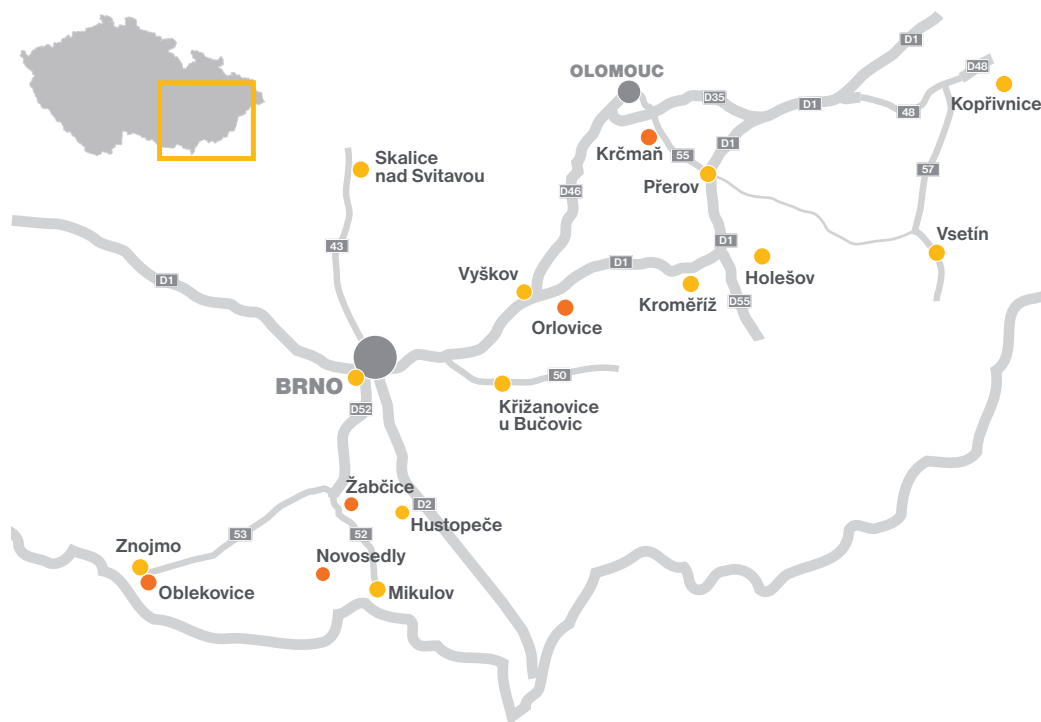 D1
D48
OLOMOUC
D35
D1
Kopřivnice
48
Krčmaň
D1
55
Skalice
nad Svitavou
Přerov
57
D46
43
D1
Vsetín
D1
Vyškov
D1
Holešov
Kroměříž
D55
Orlovice
BRNO
50
D52
Křižanovice
u Bučovic
Žabčice
D2
Hustopeče
53
52
Znojmo
Novosedly
Oblekovice
Mikulov